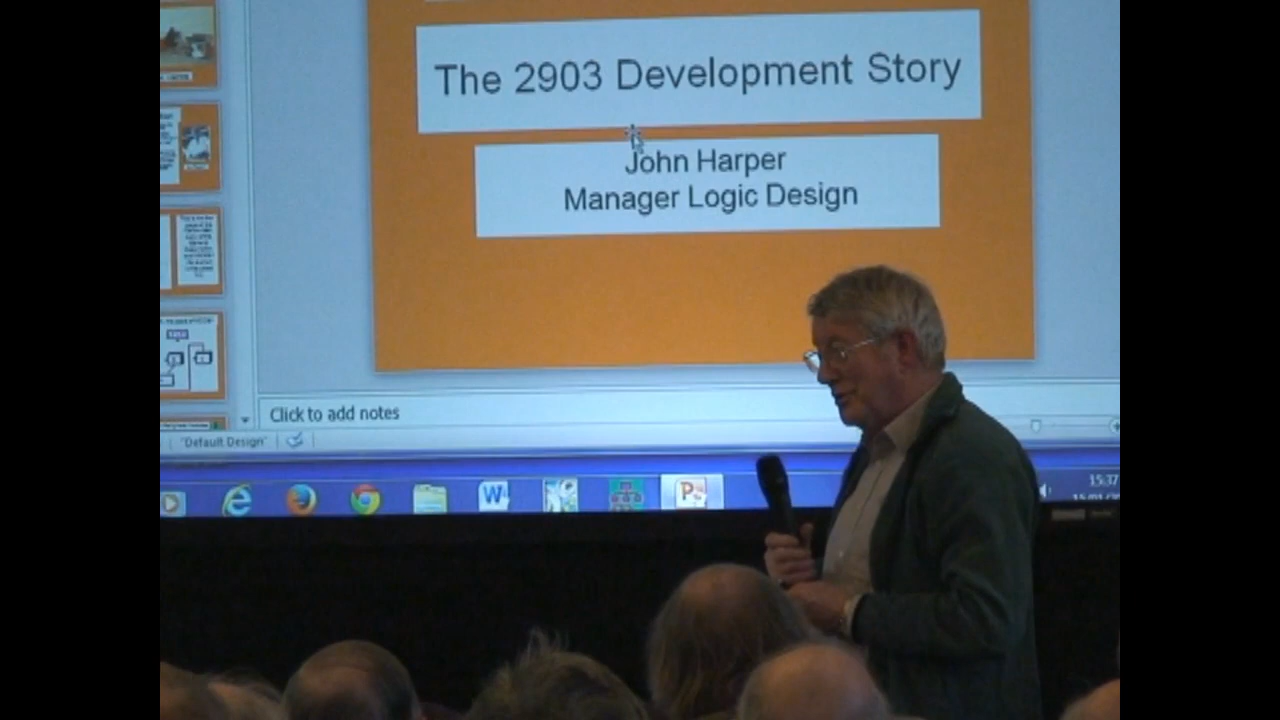 The 2903 Development Story
John Harper
Manager Logic Design
Click to add notes
"Default Design"
15:37